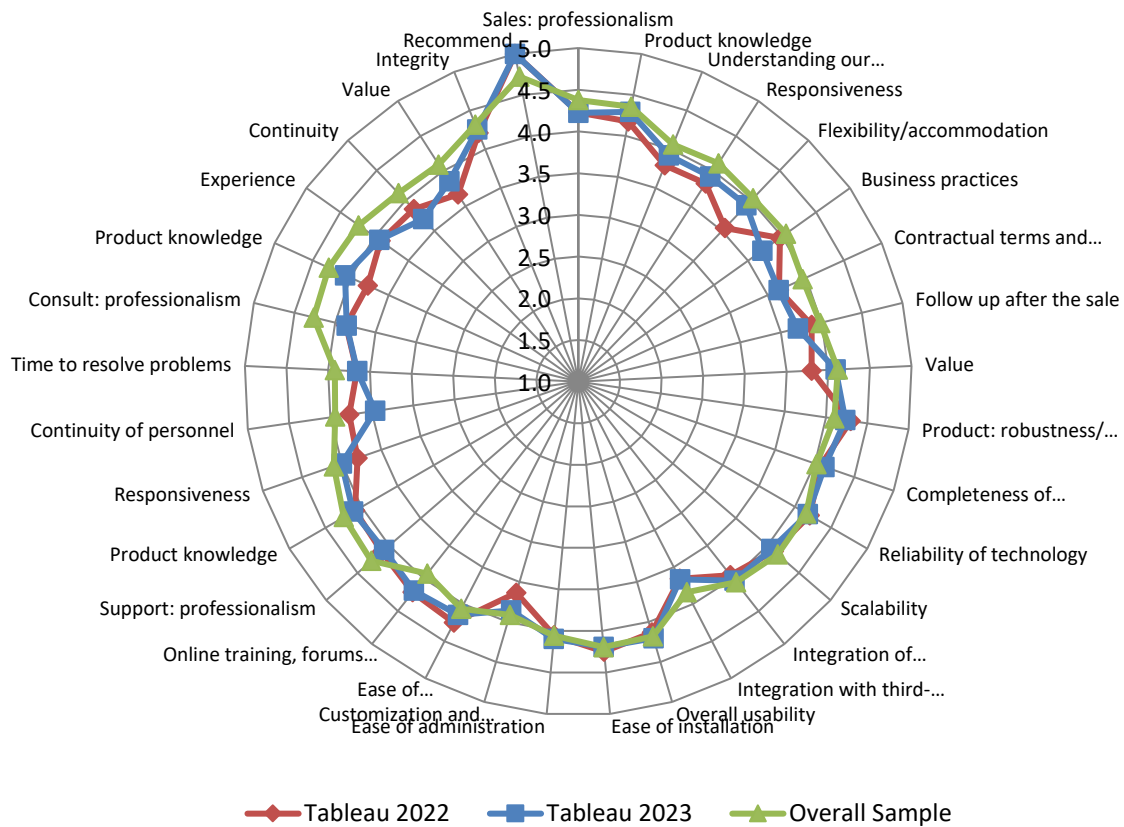 Sales: professionalism
Product knowledge
Understanding our...
Responsiveness
Flexibility/accommodation
Business practices
Contractual terms and...
Follow up after the sale
Value
Product: robustness/...
Completeness of...
Reliability of technology
Scalability
Integration of...
Integration with third-...
Overall usability
Ease of installation
Ease of administration
Customization and...
Ease of...
Online training, forums...
Support: professionalism
Product knowledge
Responsiveness
Continuity of personnel
Time to resolve problems
Consult: professionalism
Product knowledge
Experience
Continuity
Value
Integrity
Recommend
5.0
4.5
4.0
3.5
3.0
2.5
2.0
1.5
1.0
Tableau 2022
Tableau 2023
Overall Sample